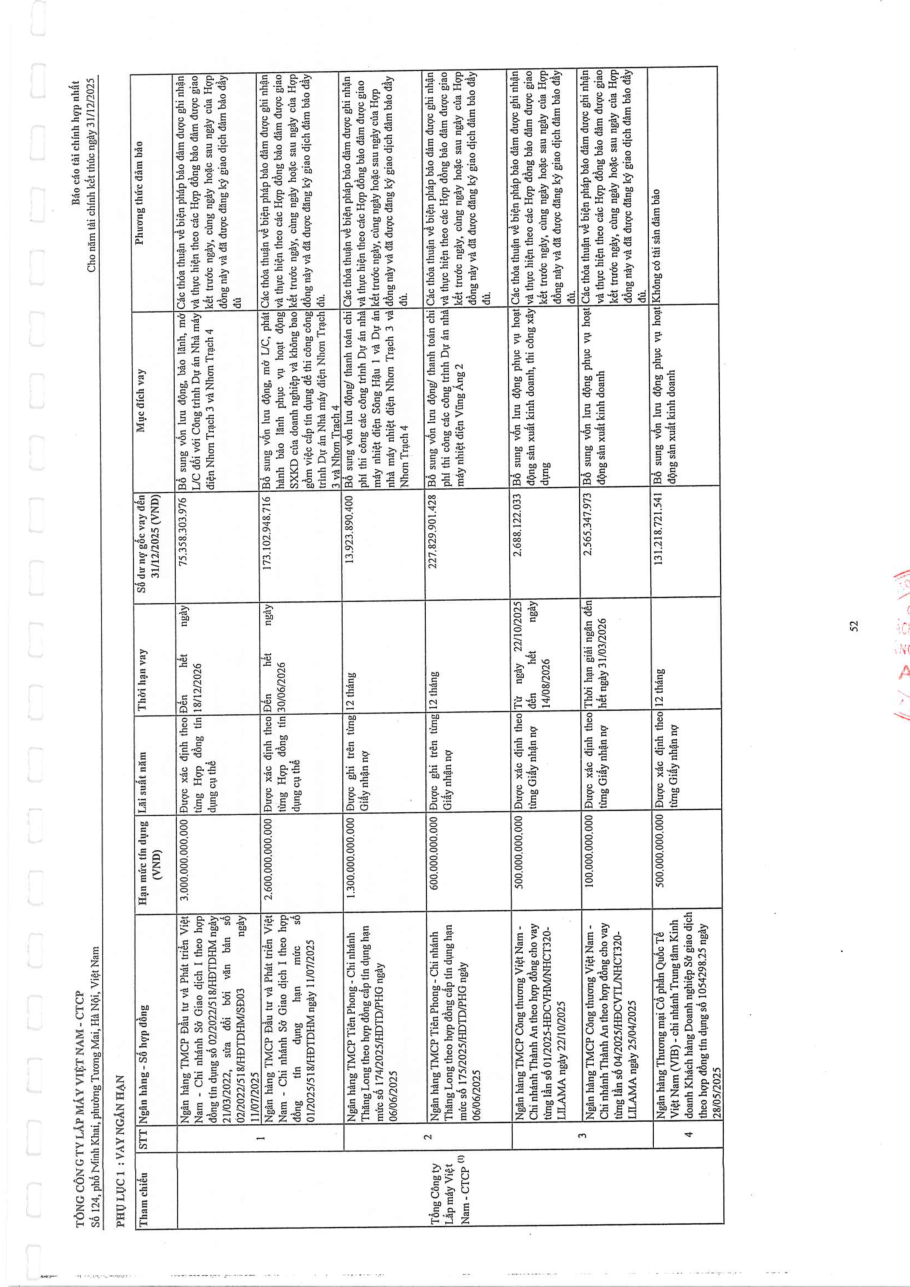 TỔNG CÔNG TY LẮP MÁY VIỆT NAM - CTCP
Số 124, phố Minh Khai, phường Tương Mai, Hà Nội, Việt Nam
Báo cáo tài chính hợp nhất
Cho năm tài chính kết thúc ngày 31/12/2025
PHỤ LỤC 1 : VAY NGẮN HẠN
Tham chiếu
STT
Ngân hàng - Số hợp đồng
Hạn mức tín dụng
(VND)
Lãi suất năm
Thời hạn vay
Số dư nợ gốc vay đến
31/12/2025 (VND)
Mục đích vay
Phương thức đảm bảo
Tổng Công ty
Lắp máy Việt
Nam - CTCP (1)
1
Ngân hàng TMCP Đầu tư và Phát triển Việt
Nam - Chi nhánh Sở Giao dịch I theo hợp
đồng tín dụng số 02/2022/518/HĐTDHM ngày
21/03/2022, sửa đổi bởi văn bản số
02/2022/518/HĐTDHM/SĐ03 ngày
11/07/2025
3.000.000.000.000
Được xác định theo
từng Hợp đồng tín
dụng cụ thể
Đến hết ngày
18/12/2026
75.358.303.976
Bổ sung vốn lưu động, bảo lãnh, mở
L/C đối với Công trình Dự án Nhà máy
điện Nhơn Trạch 3 và Nhơn Trạch 4
Các thỏa thuận về biện pháp bảo đảm được ghi nhận
và thực hiện theo các Hợp đồng bảo đảm được giao
kết trước ngày, cùng ngày hoặc sau ngày của Hợp
đồng này và đã được đăng ký giao dịch đảm bảo đầy
đủ
Ngân hàng TMCP Đầu tư và Phát triển Việt
Nam - Chi nhánh Sở Giao dịch I theo hợp
đồng tín dụng hạn mức số
01/2025/518/HĐTDHM ngày 11/07/2025
2.600.000.000.000
Được xác định theo
từng Hợp đồng tín
dụng cụ thể
Đến hết ngày
30/06/2026
173.102.948.716
Bổ sung vốn lưu động, mở L/C, phát
hành bảo lãnh phục vụ hoạt động
SXKD của doanh nghiệp và không bao
gồm việc cấp tín dụng để thi công công
trình Dự án Nhà máy điện Nhơn Trạch
3 và Nhơn Trạch 4
Các thỏa thuận về biện pháp bảo đảm được ghi nhận
và thực hiện theo các Hợp đồng bảo đảm được giao
kết trước ngày, cùng ngày hoặc sau ngày của Hợp
đồng này và đã được đăng ký giao dịch đảm bảo đầy
đủ.
2
Ngân hàng TMCP Tiên Phong - Chi nhánh
Thăng Long theo hợp đồng cấp tín dụng hạn
mức số 174/2025/HDTD/PHG ngày
06/06/2025
1.300.000.000.000
Được ghi trên từng
Giấy nhận nợ
12 tháng
13.923.890.400
Bổ sung vốn lưu động/ thanh toán chi
phí thi công các công trình Dự án nhà
máy nhiệt điện Sông Hậu 1 và Dự án
nhà máy nhiệt điện Nhơn Trạch 3 và
Nhơn Trạch 4
Các thỏa thuận về biện pháp bảo đảm được ghi nhận
và thực hiện theo các Hợp đồng bảo đảm được giao
kết trước ngày, cùng ngày hoặc sau ngày của Hợp
đồng này và đã được đăng ký giao dịch đảm bảo đầy
đủ.
Ngân hàng TMCP Tiên Phong - Chi nhánh
Thăng Long theo hợp đồng cấp tín dụng hạn
mức số 175/2025/HDTD/PHG ngày
06/06/2025
600.000.000.000
Được ghi trên từng
Giấy nhận nợ
12 tháng
227.829.901.428
Bổ sung vốn lưu động/ thanh toán chi
phí thi công các công trình Dự án nhà
máy nhiệt điện Vũng Áng 2
Các thỏa thuận về biện pháp bảo đảm được ghi nhận
và thực hiện theo các Hợp đồng bảo đảm được giao
kết trước ngày, cùng ngày hoặc sau ngày của Hợp
đồng này và đã được đăng ký giao dịch đảm bảo đầy
đủ.
3
Ngân hàng TMCP Công thương Việt Nam -
Chi nhánh Thành An theo hợp đồng cho vay
từng lần số 01/2025-HĐCVHM/NHCT320-
LILAMA ngày 22/10/2025
500.000.000.000
Được xác định theo
từng Giấy nhận nợ
Từ ngày 22/10/2025
đến hết ngày
14/08/2026
2.688.122.033
Bổ sung vốn lưu động phục vụ hoạt
động sản xuất kinh doanh, thi công xây
dựng
Các thỏa thuận về biện pháp bảo đảm được ghi nhận
và thực hiện theo các Hợp đồng bảo đảm được giao
kết trước ngày, cùng ngày hoặc sau ngày của Hợp
đồng này và đã được đăng ký giao dịch đảm bảo đầy
đủ.
Ngân hàng TMCP Công thương Việt Nam -
Chi nhánh Thành An theo hợp đồng cho vay
từng lần số 04/2025/HĐCVTL/NHCT320-
LILAMA ngày 25/04/2025
100.000.000.000
Được xác định theo
từng Giấy nhận nợ
Thời hạn giải ngân đến
hết ngày 31/03/2026
2.565.347.973
Bổ sung vốn lưu động phục vụ hoạt
động sản xuất kinh doanh
Các thỏa thuận về biện pháp bảo đảm được ghi nhận
và thực hiện theo các Hợp đồng bảo đảm được giao
kết trước ngày, cùng ngày hoặc sau ngày của Hợp
đồng này và đã được đăng ký giao dịch đảm bảo đầy
đủ.
4
Ngân hàng Thương mại Cổ phần Quốc Tế
Việt Nam (VIB) - chi nhánh Trung tâm Kinh
doanh Khách hàng Doanh nghiệp Sở giao dịch
theo hợp đồng tín dụng số 1054298.25 ngày
28/05/2025
500.000.000.000
Được xác định theo
từng Giấy nhận nợ
12 tháng
131.218.721.541
Bổ sung vốn lưu động phục vụ hoạt
động sản xuất kinh doanh
Không có tài sản đảm bảo
52